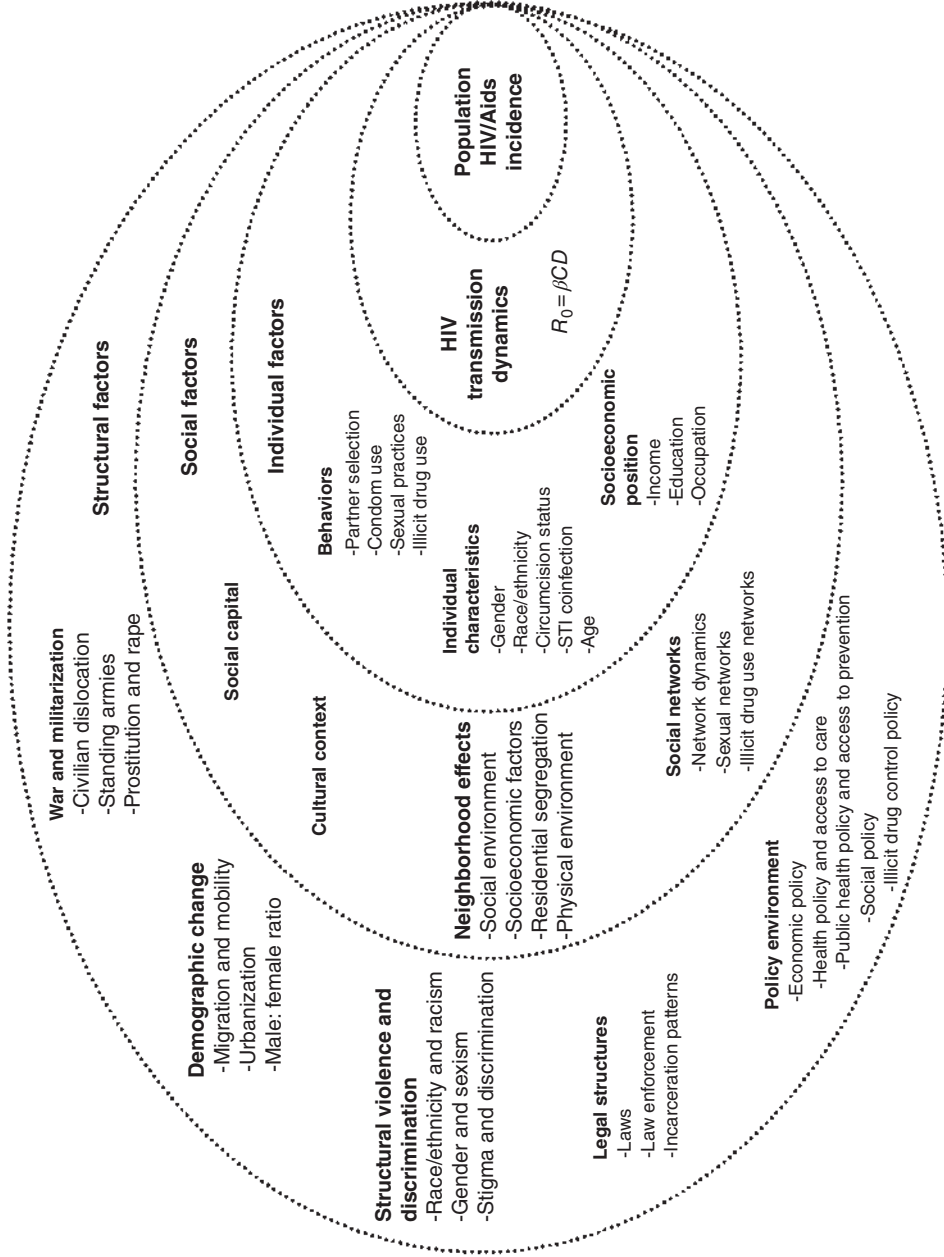 Structural factors
War and militarization
-Civilian dislocation
-Standing armies
-Prostitution and rape
Demographic change
-Migration and mobility
-Urbanization
-Male: female ratio
Structural violence and
discrimination
-Race/ethnicity and racism
-Gender and sexism
-Stigma and discrimination
Legal structures
-Laws
-Law enforcement
-Incarceration patterns
Policy environment
-Economic policy
-Health policy and access to care
-Public health policy and access to prevention
-Social policy
-Illicit drug control policy
Social factors
Social capital
Cultural context
Neighborhood effects
-Social environment
-Socioeconomic factors
-Residential segregation
-Physical environment
Social networks
-Network dynamics
-Sexual networks
-Illicit drug use networks
Individual factors
Behaviors
-Partner selection
-Condom use
-Sexual practices
-Illicit drug use
Individual
characteristics
-Gender
-Race/ethnicity
-Circumcision status
-STI coinfection
-Age
Socioeconomic
position
-Income
-Education
-Occupation
HIV
transmission
dynamics
R₀ = βCD
Population
HIV/Aids
incidence